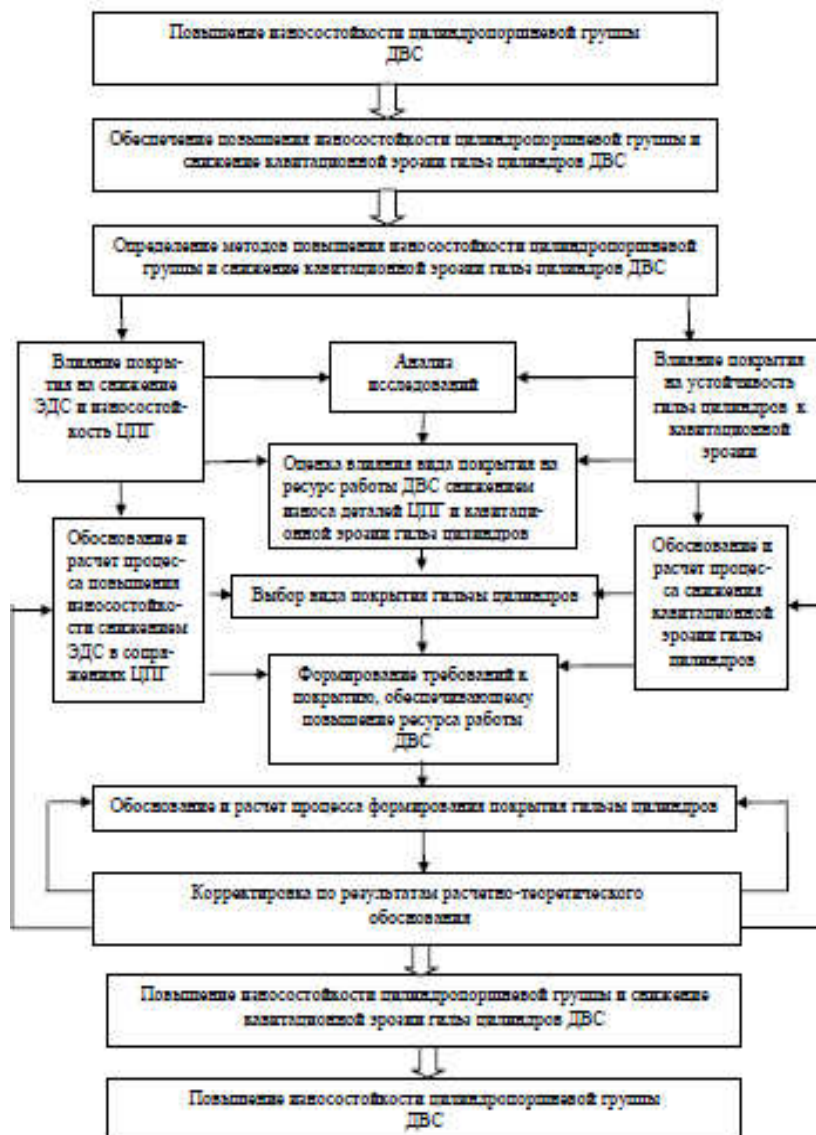 Повышение износостойкости цилиндропоршневой группы
ДВС
Обеспечение повышения износостойкости цилиндропоршневой группы и
снижение кавитационной эрозии гильз цилиндров ДВС
Определение методов повышения износостойкости цилиндропоршневой
группы и снижение кавитационной эрозии гильз цилиндров ДВС
Влияние покры-
тия на снижение
ЭДС и износостой-
кость ЦПГ
Анализ
исследований
Влияние покрытия
на устойчивость
гильз цилиндров к
кавитационной
эрозии
Оценка влияния вида покрытия на
ресурс работы ДВС снижением
износа деталей ЦПГ и кавитаци-
онной эрозии гильз цилиндров
Обоснование и
расчет процес-
са повышения
износостойко-
сти снижением
ЭДС в сопря-
жениях ЦПГ
Выбор вида покрытия гильзы цилиндров
Обоснование и
расчет процес-
са снижения
кавитационной
эрозии гильз
цилиндров
Формирование требований к
покрытию, обеспечивающему
повышение ресурса работы
ДВС
Обоснование и расчет процесса формирования покрытия гильзы цилиндров
Корректировка по результатам расчетно-теоретического
обоснования
Повышение износостойкости цилиндропоршневой группы и снижение
кавитационной эрозии гильз цилиндров ДВС
Повышение износостойкости цилиндропоршневой группы
ДВС